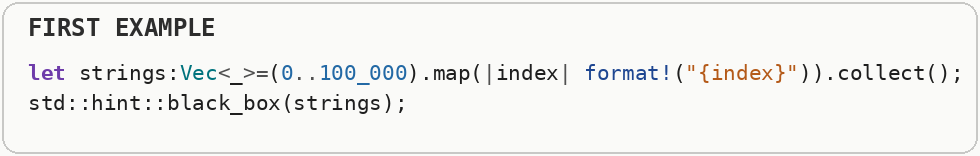 FIRST EXAMPLE
let strings:Vec<_>=(0..100_000).map(|index| format!("{index}")).collect();
std::hint::black_box(strings);